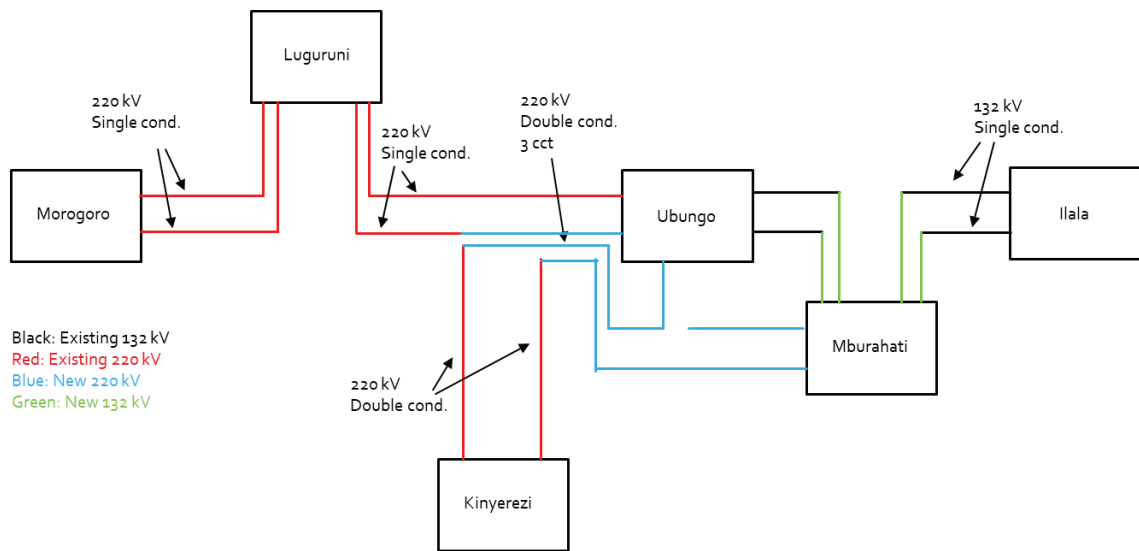 Luguruni
220 kV
Single cond.
220 kV
Double cond.
3 cct
132 kV
Single cond.
220 kV
Single cond.
Morogoro
Ubungo
Ilala
Black: Existing 132 kV
Red: Existing 220 kV
Blue: New 220 kV
Green: New 132 kV
Mburahati
220 kV
Double cond.
Kinyerezi